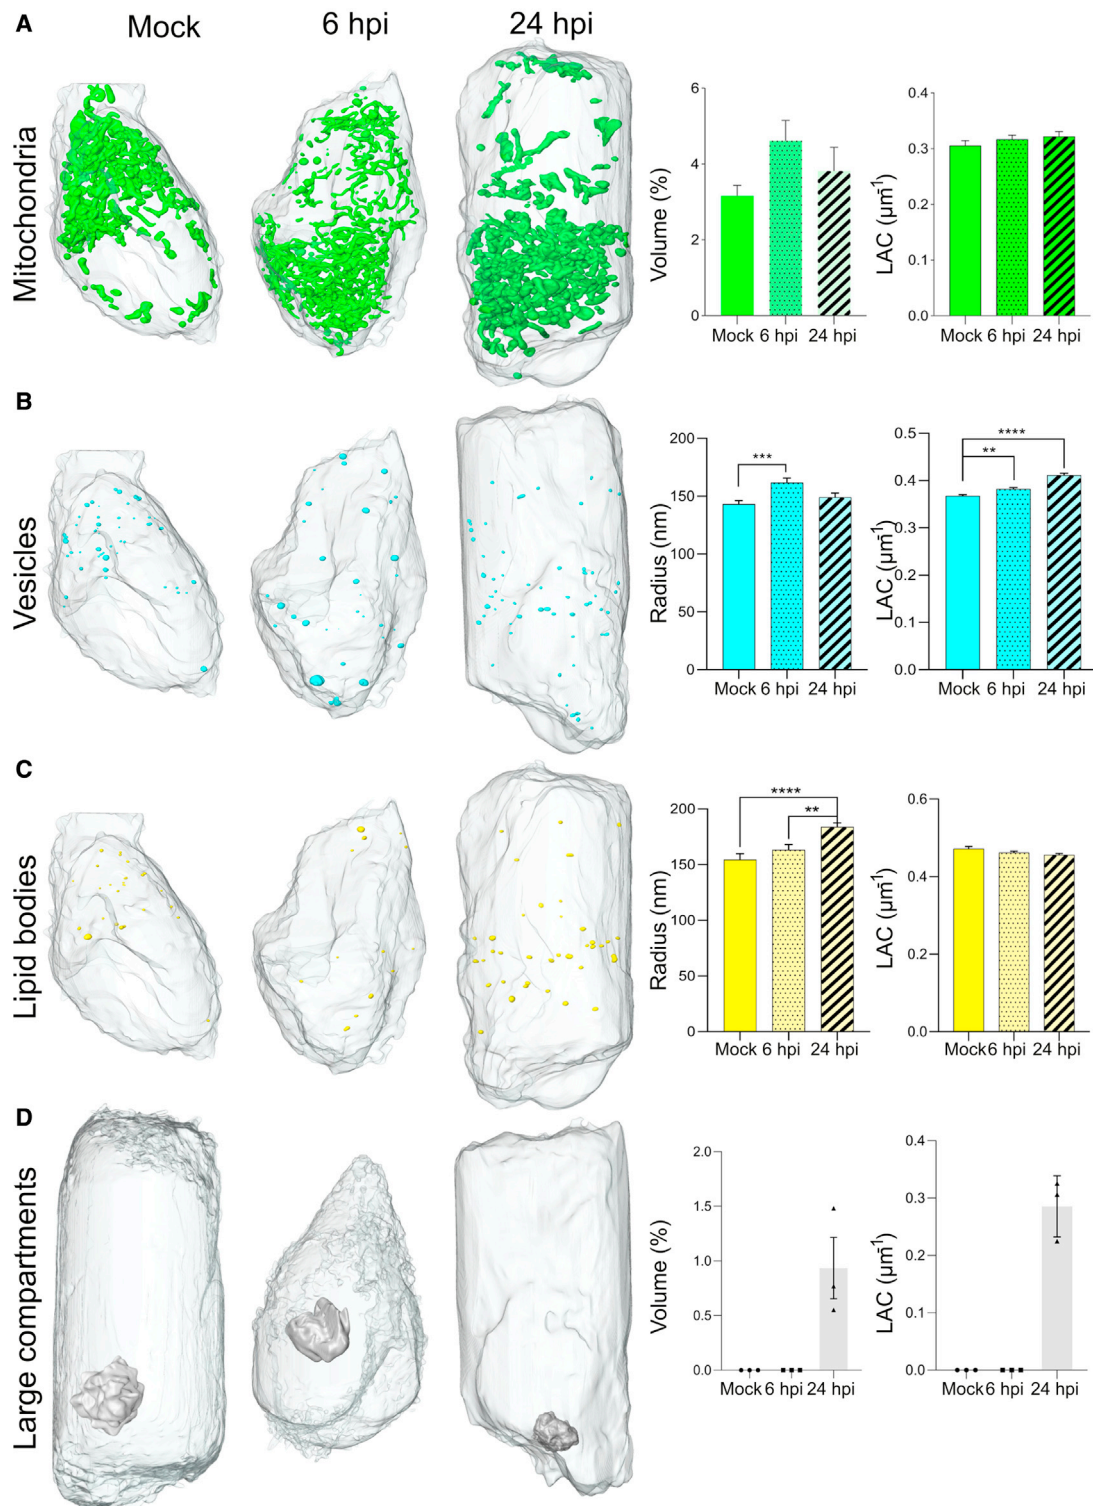 A
Mock
6 hpi
24 hpi
Mitochondria
Volume (%)
6
4
2
0
Mock 6 hpi 24 hpi
LAC (µm⁻¹)
0.4
0.3
0.2
0.1
0.0
Mock 6 hpi 24 hpi
B
Vesicles
Radius (nm)
200
150
100
50
0
***
Mock 6 hpi 24 hpi
LAC (µm⁻¹)
0.5
0.4
0.3
0.2
0.1
0.0
****
**
Mock 6 hpi 24 hpi
C
Lipid bodies
Radius (nm)
200
150
100
50
0
****
**
Mock 6 hpi 24 hpi
LAC (µm⁻¹)
0.6
0.4
0.2
0.0
Mock 6 hpi 24 hpi
D
Large compartments
Volume (%)
2.0
1.5
1.0
0.5
0.0
Mock 6 hpi 24 hpi
LAC (µm⁻¹)
0.4
0.3
0.2
0.1
0.0
Mock 6 hpi 24 hpi